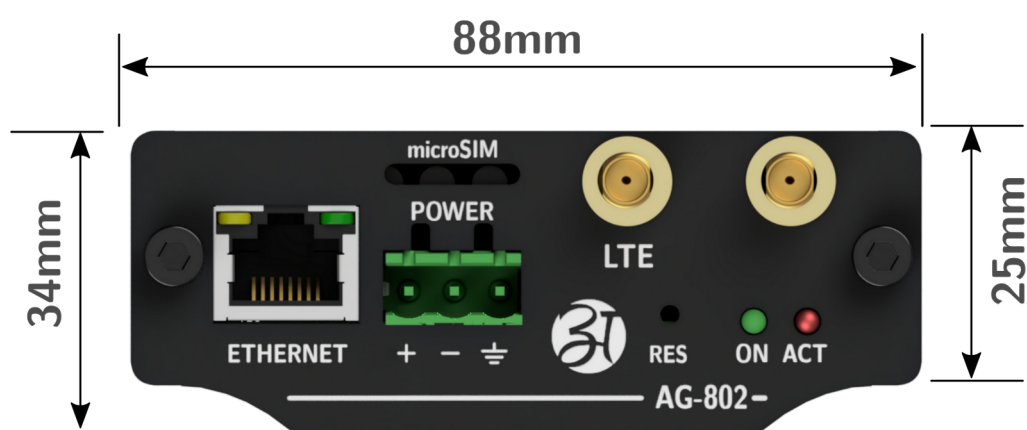 88mm
34mm
25mm
microSIM
POWER
LTE
ETHERNET
+ −
RES
ON ACT
AG-802